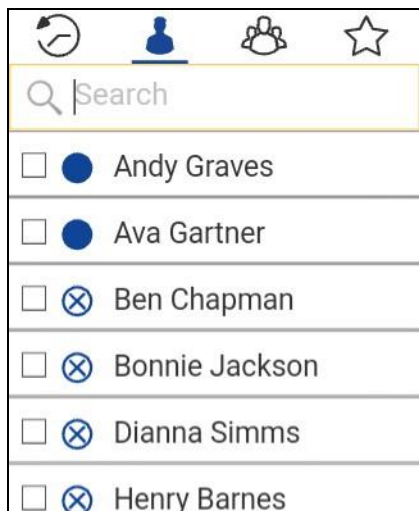 Search
Andy Graves
Ava Gartner
Ben Chapman
Bonnie Jackson
Dianna Simms
Henry Barnes